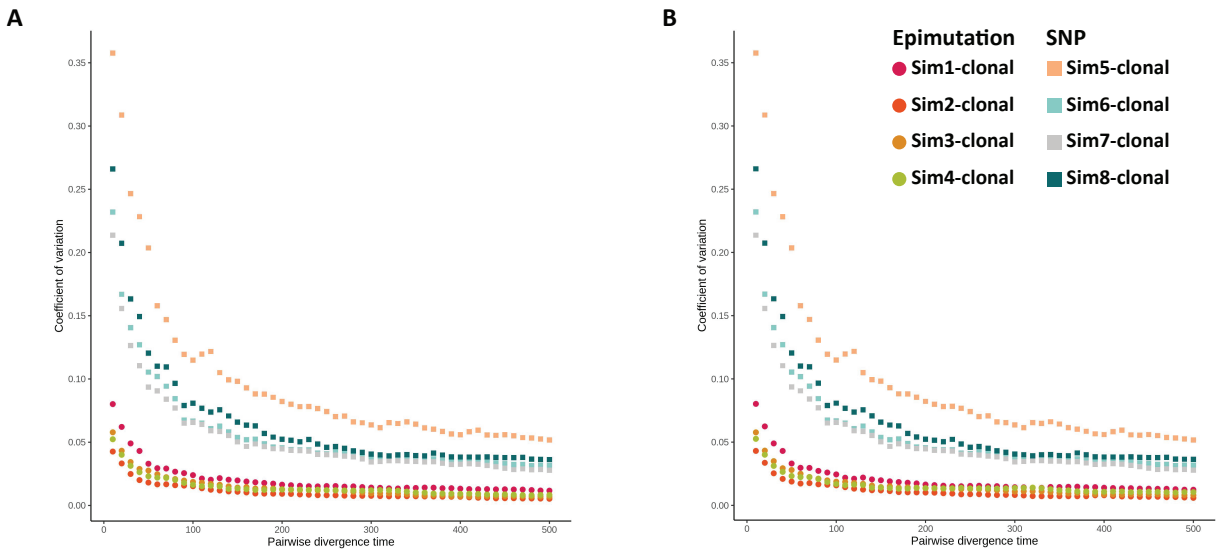 A
0.35
0.30
0.25
0.20
0.15
0.10
0.05
0.00
Coefficient of variation
0
100
200
300
400
500
Pairwise divergence time
B
Epimutation
SNP
Sim1-clonal
Sim5-clonal
Sim2-clonal
Sim6-clonal
Sim3-clonal
Sim7-clonal
Sim4-clonal
Sim8-clonal
0.35
0.30
0.25
0.20
0.15
0.10
0.05
0.00
Coefficient of variation
0
100
200
300
400
500
Pairwise divergence time